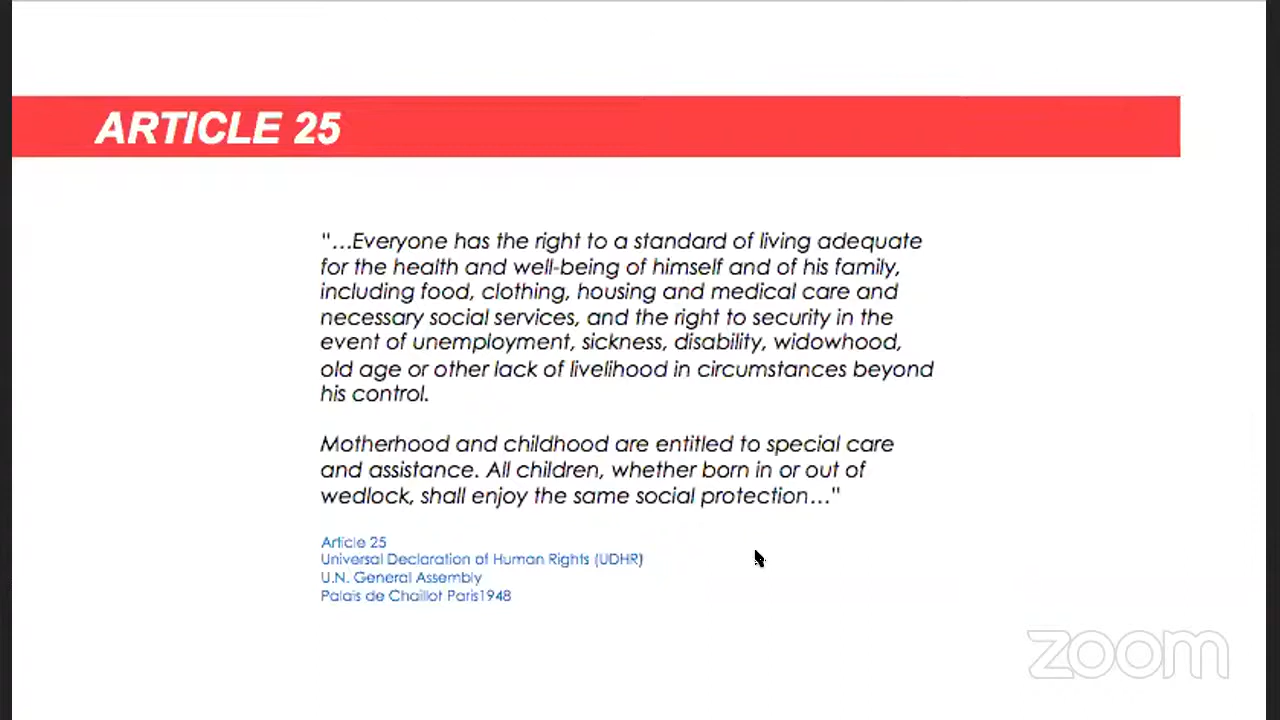 ARTICLE 25
"...Everyone has the right to a standard of living adequate
for the health and well-being of himself and of his family,
including food, clothing, housing and medical care and
necessary social services, and the right to security in the
event of unemployment, sickness, disability, widowhood,
old age or other lack of livelihood in circumstances beyond
his control.
Motherhood and childhood are entitled to special care
and assistance. All children, whether born in or out of
wedlock, shall enjoy the same social protection..."
Article 25
Universal Declaration of Human Rights (UDHR)
U.N. General Assembly
Palais de Chaillot Paris1948
zoom